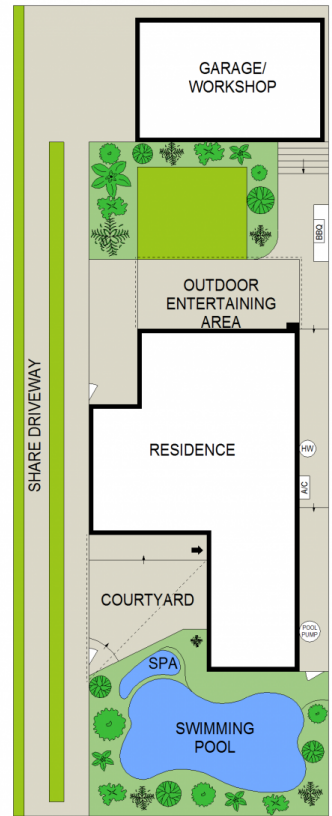 GARAGE/
WORKSHOP
BBQ
OUTDOOR
ENTERTAINING
AREA
SHARE DRIVEWAY
RESIDENCE
HW
A/C
COURTYARD
POOL
PUMP
SPA
SWIMMING
POOL